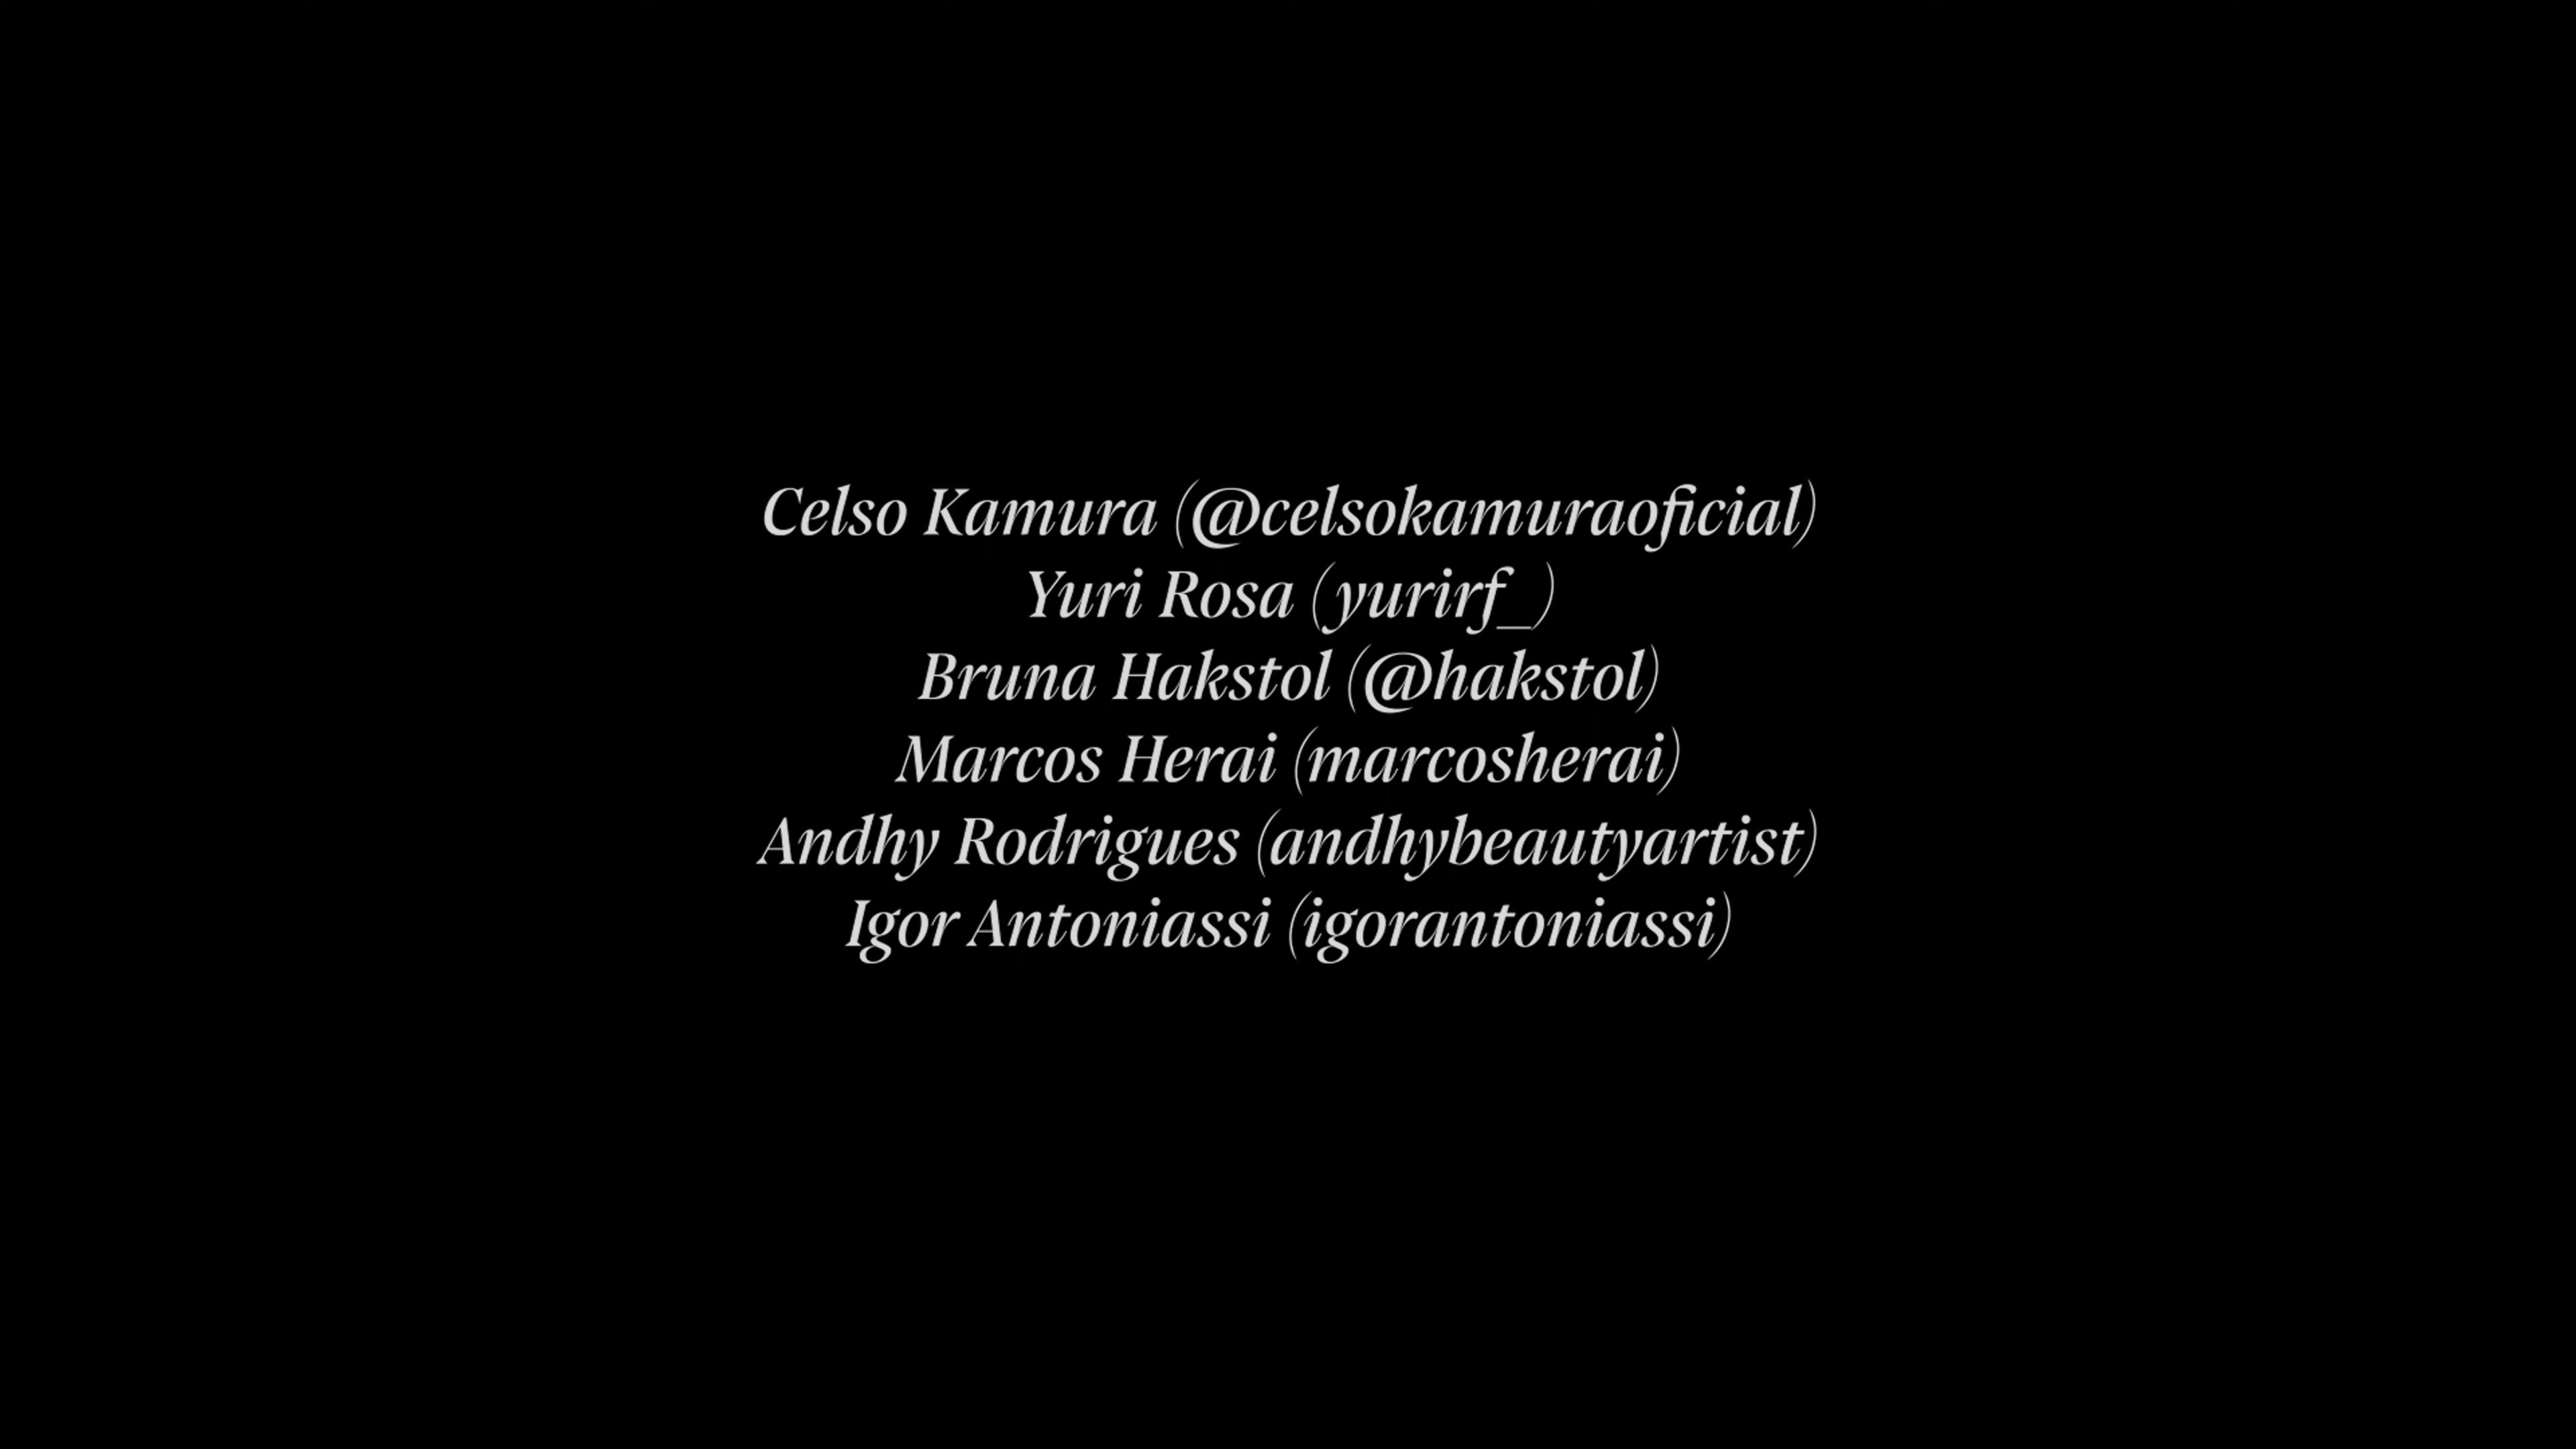 Celso Kamura (@celsokamuraoficial)
Yuri Rosa (yurirf_)
Bruna Hakstol (@hakstol)
Marcos Herai (marcosherai)
Andhy Rodrigues (andhybeautyartist)
Igor Antoniassi (igorantoniassi)